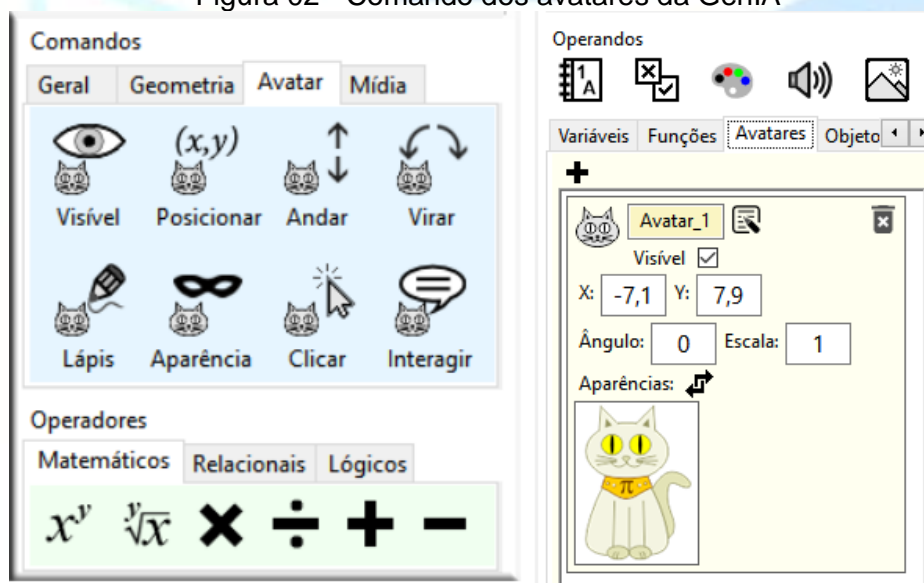 Figura 02 - Comando dos avatares da GenIA
Comandos
Geral Geometria Avatar Mídia
(x,y)
Visível Posicionar Andar Virar
Lápis Aparência Clicar Interagir
Operadores
Matemáticos Relacionais Lógicos
xʸ ʸ√x × ÷ + −
Operandos
1 A
Variáveis Funções Avatares Objeto
+
Avatar_1
Visível
X: -7,1 Y: 7,9
Ângulo: 0 Escala: 1
Aparências:
π